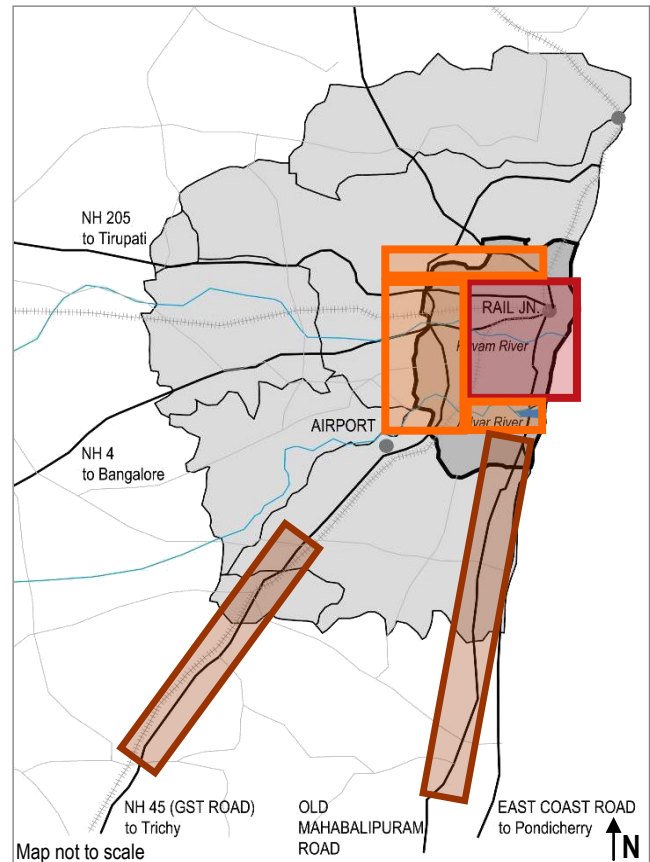 NH 205
to Tirupati
RAIL JN.
River
AIRPORT
River
NH 4
to Bangalore
NH 45 (GST ROAD)
to Trichy
OLD
MAHABALIPURAM
ROAD
EAST COAST ROAD
to Pondicherry
Map not to scale
N